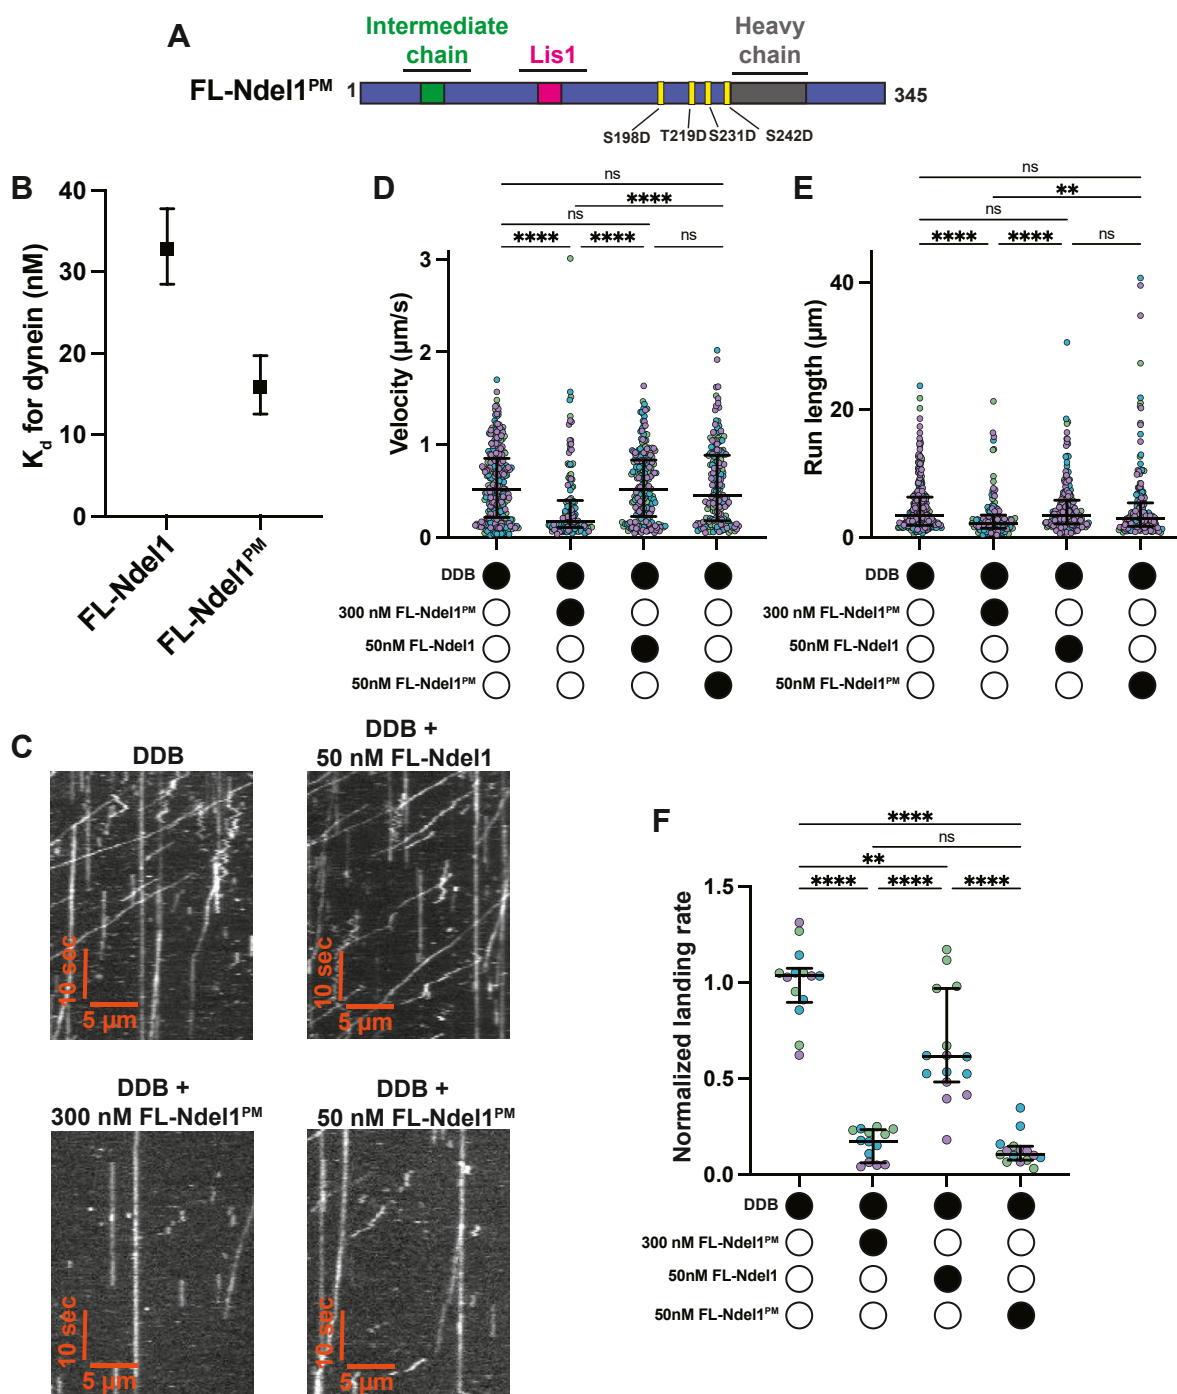 A
Intermediate
chain
Lis1
Heavy
chain
FL-Ndel1PM
1
345
S198D
T219D
S231D
S242D
B
Kd for dynein (nM)
40
30
20
10
0
FL-Ndel1
FL-Ndel1PM
D
ns
****
ns
****
****
ns
Velocity (µm/s)
3
2
1
0
DDB
300 nM FL-Ndel1PM
50nM FL-Ndel1
50nM FL-Ndel1PM
E
ns
**
ns
****
****
ns
Run length (µm)
40
20
0
DDB
300 nM FL-Ndel1PM
50nM FL-Ndel1
50nM FL-Ndel1PM
C
DDB
10 sec
5 µm
DDB +
50 nM FL-Ndel1
10 sec
5 µm
DDB +
300 nM FL-Ndel1PM
10 sec
5 µm
DDB +
50 nM FL-Ndel1PM
10 sec
5 µm
F
****
ns
**
****
****
****
Normalized landing rate
1.5
1.0
0.5
0.0
DDB
300 nM FL-Ndel1PM
50nM FL-Ndel1
50nM FL-Ndel1PM